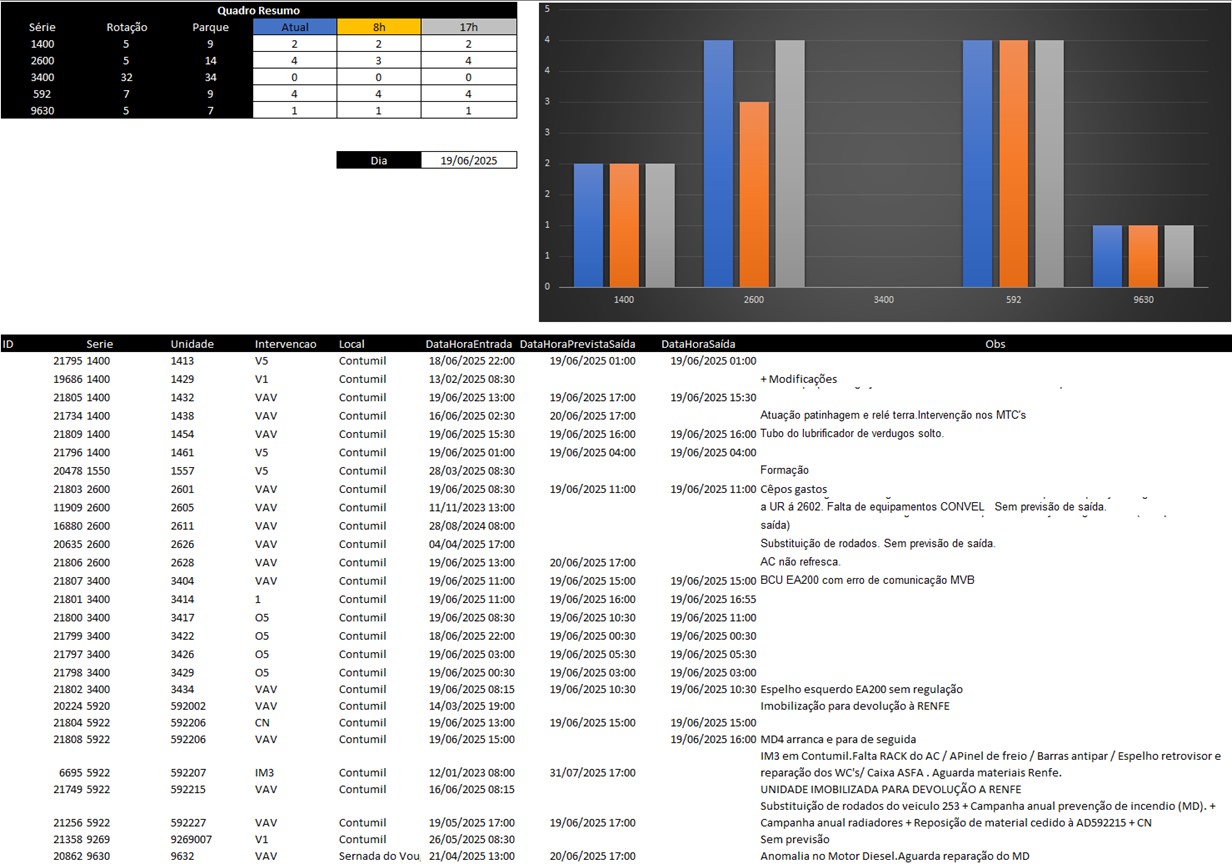 Quadro Resumo
Série Rotação Parque Atual 8h 17h
1400 5 9 2 2 2
2600 5 14 4 3 4
3400 32 34 0 0 0
592 7 9 4 4 4
9630 5 7 1 1 1
Dia 19/06/2025
5
4
4
3
3
2
2
1
1
0
1400 2600 3400 592 9630
ID Serie Unidade Intervencao Local DataHoraEntrada DataHoraPrevistaSaída DataHoraSaída Obs
21795 1400 1413 V5 Contumil 18/06/2025 22:00 19/06/2025 01:00 19/06/2025 01:00
19686 1400 1429 V1 Contumil 13/02/2025 08:30 + Modificações
21805 1400 1432 VAV Contumil 19/06/2025 13:00 19/06/2025 17:00 19/06/2025 15:30
21734 1400 1438 VAV Contumil 16/06/2025 02:30 20/06/2025 17:00 Atuação patinhagem e relé terra.Intervenção nos MTC's
21809 1400 1454 VAV Contumil 19/06/2025 15:30 19/06/2025 16:00 19/06/2025 16:00 Tubo do lubrificador de verdugos solto.
21796 1400 1461 V5 Contumil 19/06/2025 01:00 19/06/2025 04:00 19/06/2025 04:00
20478 1550 1557 V5 Contumil 28/03/2025 08:30 Formação
21803 2600 2601 VAV Contumil 19/06/2025 08:30 19/06/2025 11:00 19/06/2025 11:00 Cêpos gastos
11909 2600 2605 VAV Contumil 11/11/2023 13:00 a UR á 2602. Falta de equipamentos CONVEL Sem previsão de saída.
16880 2600 2611 VAV Contumil 28/08/2024 08:00 saída)
20635 2600 2626 VAV Contumil 04/04/2025 17:00 Substituição de rodados. Sem previsão de saída.
21806 2600 2628 VAV Contumil 19/06/2025 13:00 20/06/2025 17:00 AC não refresca.
21807 3400 3404 VAV Contumil 19/06/2025 11:00 19/06/2025 15:00 19/06/2025 15:00 BCU EA200 com erro de comunicação MVB
21801 3400 3414 1 Contumil 19/06/2025 11:00 19/06/2025 16:00 19/06/2025 16:55
21800 3400 3417 O5 Contumil 19/06/2025 08:30 19/06/2025 10:30 19/06/2025 11:00
21799 3400 3422 O5 Contumil 18/06/2025 22:00 19/06/2025 00:30 19/06/2025 00:30
21797 3400 3426 O5 Contumil 19/06/2025 03:00 19/06/2025 05:30 19/06/2025 05:30
21798 3400 3429 O5 Contumil 19/06/2025 00:30 19/06/2025 03:00 19/06/2025 03:00
21802 3400 3434 VAV Contumil 19/06/2025 08:15 19/06/2025 10:30 19/06/2025 10:30 Espelho esquerdo EA200 sem regulação
20224 5920 592002 VAV Contumil 14/03/2025 19:00 Imobilização para devolução à RENFE
21804 5922 592206 CN Contumil 19/06/2025 13:00 19/06/2025 15:00 19/06/2025 15:00
21808 5922 592206 VAV Contumil 19/06/2025 15:00 19/06/2025 16:00 MD4 arranca e para de seguida
IM3 em Contumil.Falta RACK do AC / APinel de freio / Barras antipar / Espelho retrovisor e
6695 5922 592207 IM3 Contumil 12/01/2023 08:00 31/07/2025 17:00 reparação dos WC's/ Caixa ASFA . Aguarda materiais Renfe.
21749 5922 592215 VAV Contumil 16/06/2025 08:15 UNIDADE IMOBILIZADA PARA DEVOLUÇÃO A RENFE
Substituição de rodados do veiculo 253 + Campanha anual prevenção de incendio (MD). +
21256 5922 592227 VAV Contumil 19/05/2025 17:00 19/06/2025 17:00 Campanha anual radiadores + Reposição de material cedido à AD592215 + CN
21358 9269 9269007 V1 Contumil 26/05/2025 08:30 Sem previsão
20862 9630 9632 VAV Sernada do Vou 21/04/2025 13:00 20/06/2025 17:00 Anomalia no Motor Diesel.Aguarda reparação do MD